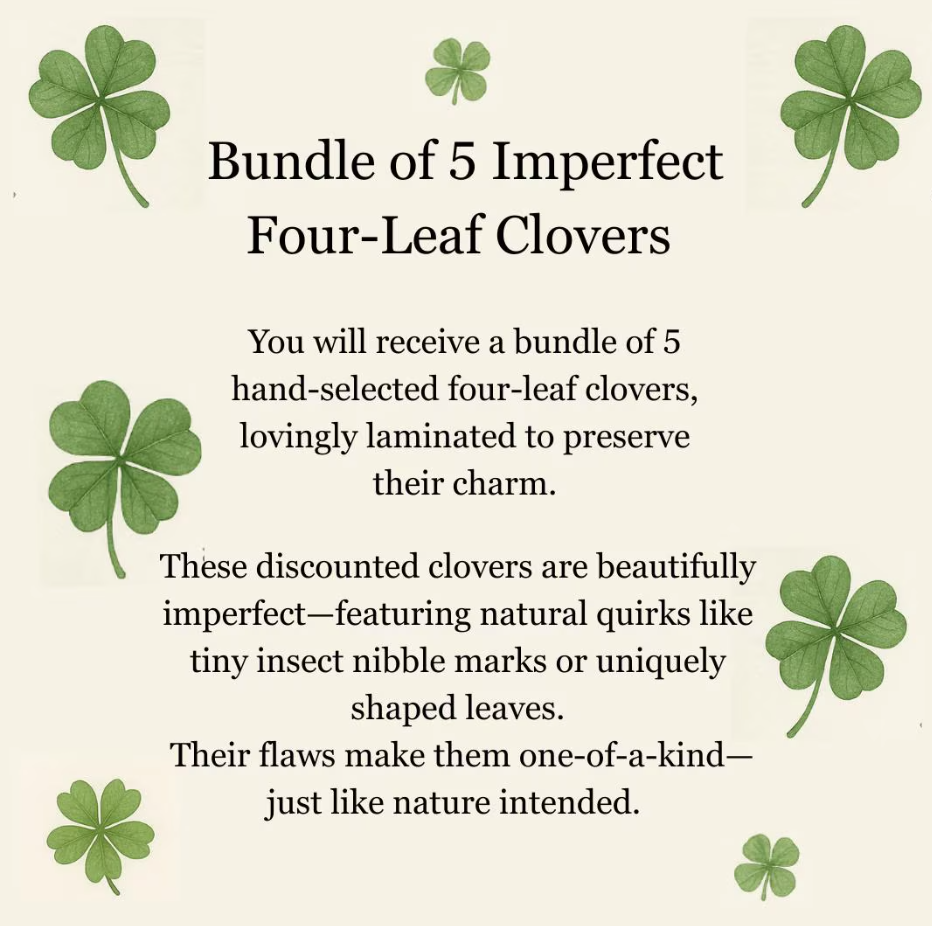 Bundle of 5 Imperfect
Four-Leaf Clovers
You will receive a bundle of 5
hand-selected four-leaf clovers,
lovingly laminated to preserve
their charm.
These discounted clovers are beautifully
imperfect—featuring natural quirks like
tiny insect nibble marks or uniquely
shaped leaves.
Their flaws make them one-of-a-kind—
just like nature intended.